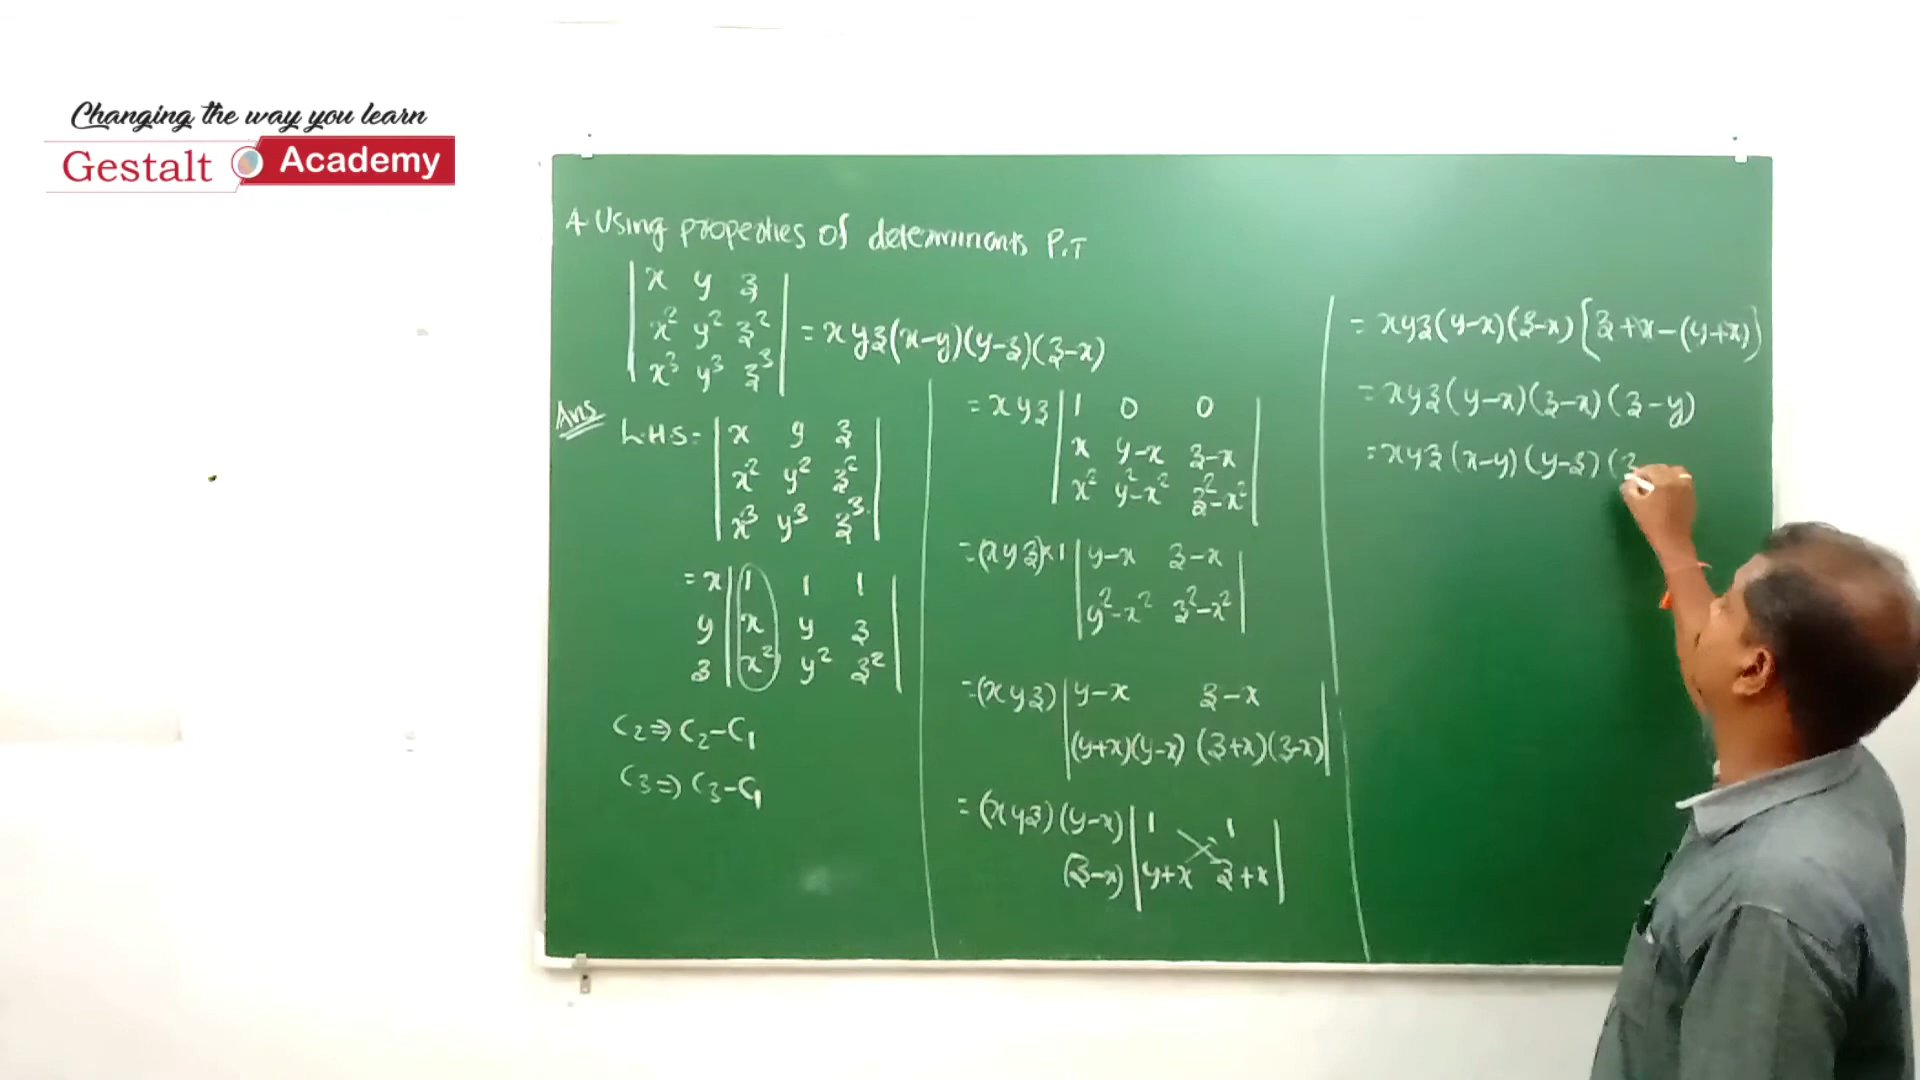 Changing the way you learn
Gestalt Academy
4. Using properties of determinants P.T
| x y z |
| x² y² z² | = xyz(x-y)(y-z)(z-x)
| x³ y³ z³ |
Ans
L.H.S = | x y z |
| x² y² z² |
| x³ y³ z³ |
= x | 1 1 1 |
y | x y z |
z | x² y² z² |
C₂ ⇒ C₂-C₁
C₃ ⇒ C₃-C₁
= xyz | 1 0 0 |
| x y-x z-x |
| x² y²-x² z²-x² |
= (xyz)×1 | y-x z-x |
| y²-x² z²-x² |
= (xyz) | y-x z-x |
| (y+x)(y-x) (z+x)(z-x) |
= (xyz)(y-x) | 1 1 |
(z-x) | y+x z+x |
= xyz(y-x)(z-x)[z+x-(y+x)]
= xyz(y-x)(z-x)(z-y)
= xyz(x-y)(y-z)(z